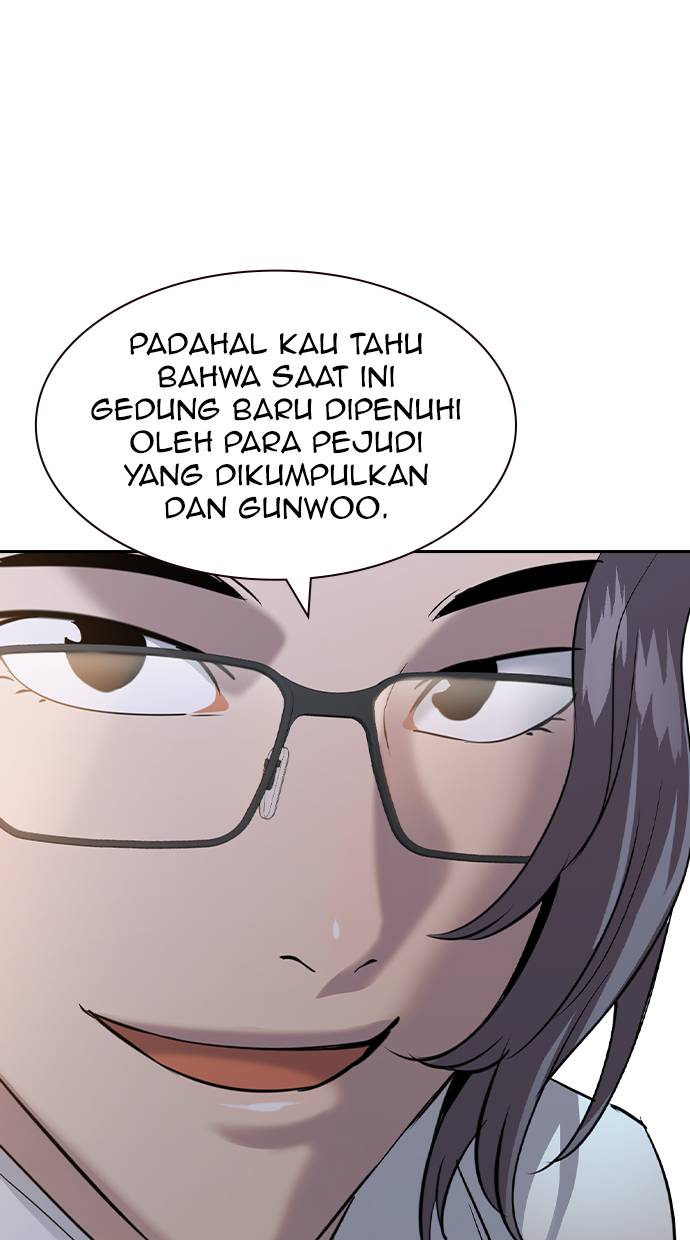 PADAHAL KAU TAHU
BAHWA SAAT INI
GEDUNG BARU DIPENUHI
OLEH PARA PEJUDI
YANG DIKUMPULKAN
DAN GUNWOO.